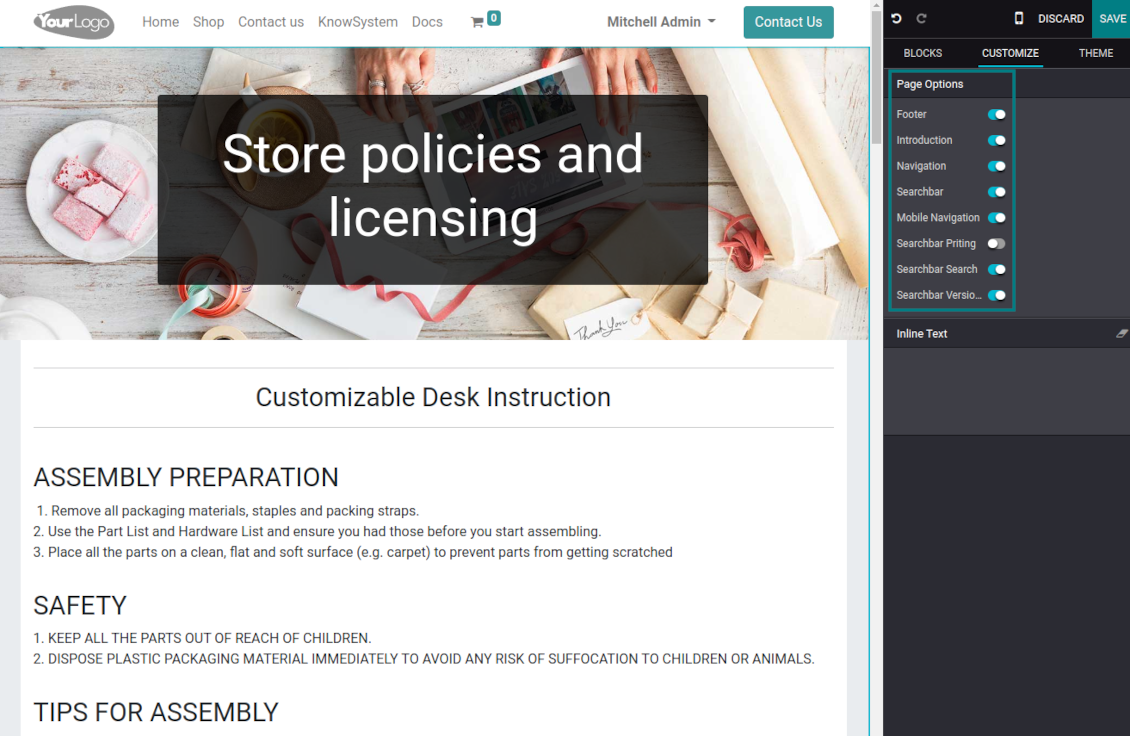 YourLogo
Home Shop Contact us KnowSystem Docs 0 Mitchell Admin Contact Us
DISCARD SAVE
BLOCKS CUSTOMIZE THEME
Page Options
Footer
Introduction
Navigation
Searchbar
Mobile Navigation
Searchbar Priting
Searchbar Search
Searchbar Versio...
Inline Text
Store policies and
licensing
Thank You
Customizable Desk Instruction
ASSEMBLY PREPARATION
1. Remove all packaging materials, staples and packing straps.
2. Use the Part List and Hardware List and ensure you had those before you start assembling.
3. Place all the parts on a clean, flat and soft surface (e.g. carpet) to prevent parts from getting scratched
SAFETY
1. KEEP ALL THE PARTS OUT OF REACH OF CHILDREN.
2. DISPOSE PLASTIC PACKAGING MATERIAL IMMEDIATELY TO AVOID ANY RISK OF SUFFOCATION TO CHILDREN OR ANIMALS.
TIPS FOR ASSEMBLY